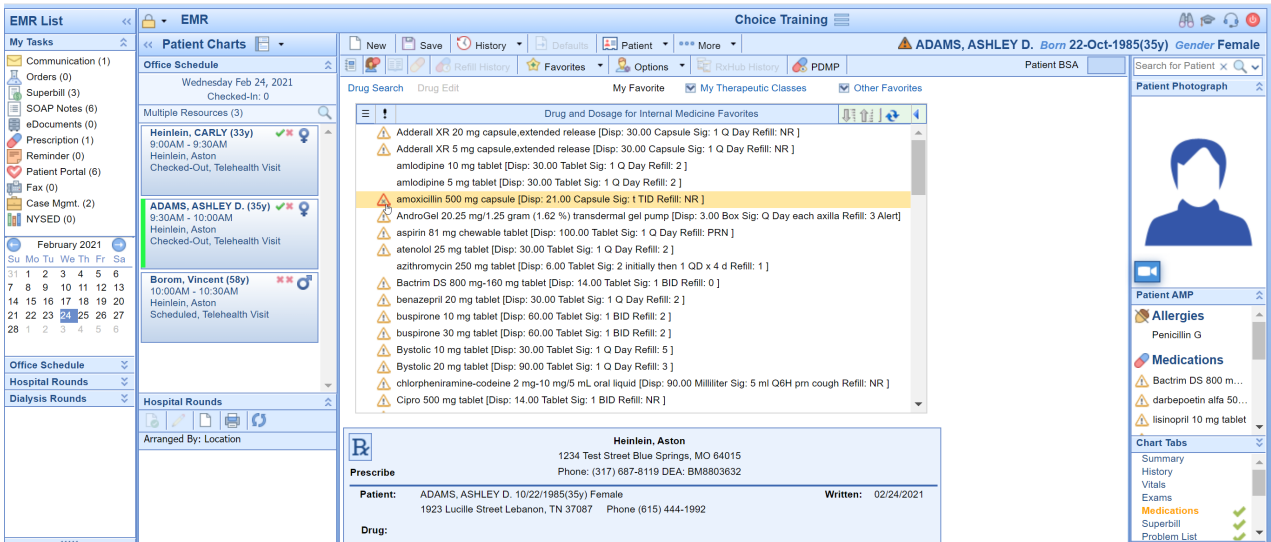 EMR List
EMR
Choice Training
My Tasks
Communication (1)
Orders (0)
Superbill (3)
SOAP Notes (6)
eDocuments (0)
Prescription (1)
Reminder (0)
Patient Portal (6)
Fax (0)
Case Mgmt. (2)
NYSED (0)
February 2021
Su Mo Tu We Th Fr Sa
31 1 2 3 4 5 6
7 8 9 10 11 12 13
14 15 16 17 18 19 20
21 22 23 24 25 26 27
28 1 2 3 4 5 6
Office Schedule
Hospital Rounds
Dialysis Rounds
Patient Charts
Office Schedule
Wednesday Feb 24, 2021
Checked-In: 0
Multiple Resources (3)
Heinlein, CARLY (33y)
9:00AM - 9:30AM
Heinlein, Aston
Checked-Out, Telehealth Visit
ADAMS, ASHLEY D. (35y)
9:30AM - 10:00AM
Heinlein, Aston
Checked-Out, Telehealth Visit
Borom, Vincent (58y)
10:00AM - 10:30AM
Heinlein, Aston
Scheduled, Telehealth Visit
Hospital Rounds
Arranged By: Location
New Save History Defaults Patient More
ADAMS, ASHLEY D. Born 22-Oct-1985(35y) Gender Female
Refill History Favorites Options RxHub History PDMP Patient BSA
Drug Search Drug Edit My Favorite My Therapeutic Classes Other Favorites
! Drug and Dosage for Internal Medicine Favorites
Adderall XR 20 mg capsule,extended release [Disp: 30.00 Capsule Sig: 1 Q Day Refill: NR ]
Adderall XR 5 mg capsule,extended release [Disp: 30.00 Capsule Sig: 1 Q Day Refill: NR ]
amlodipine 10 mg tablet [Disp: 30.00 Tablet Sig: 1 Q Day Refill: 2 ]
amlodipine 5 mg tablet [Disp: 30.00 Tablet Sig: 1 Q Day Refill: 2 ]
amoxicillin 500 mg capsule [Disp: 21.00 Capsule Sig: t TID Refill: NR ]
AndroGel 20.25 mg/1.25 gram (1.62 %) transdermal gel pump [Disp: 3.00 Box Sig: Q Day each axilla Refill: 3 Alert]
aspirin 81 mg chewable tablet [Disp: 100.00 Tablet Sig: 1 Q Day Refill: PRN ]
atenolol 25 mg tablet [Disp: 30.00 Tablet Sig: 1 Q Day Refill: 2 ]
azithromycin 250 mg tablet [Disp: 6.00 Tablet Sig: 2 initially then 1 QD x 4 d Refill: 1 ]
Bactrim DS 800 mg-160 mg tablet [Disp: 14.00 Tablet Sig: 1 BID Refill: 0 ]
benazepril 20 mg tablet [Disp: 30.00 Tablet Sig: 1 Q Day Refill: 2 ]
buspirone 10 mg tablet [Disp: 60.00 Tablet Sig: 1 BID Refill: 2 ]
buspirone 30 mg tablet [Disp: 60.00 Tablet Sig: 1 BID Refill: 2 ]
Bystolic 10 mg tablet [Disp: 30.00 Tablet Sig: 1 Q Day Refill: 5 ]
Bystolic 20 mg tablet [Disp: 90.00 Tablet Sig: 1 Q Day Refill: 3 ]
chlorpheniramine-codeine 2 mg-10 mg/5 mL oral liquid [Disp: 90.00 Milliliter Sig: 5 ml Q6H prn cough Refill: NR ]
Cipro 500 mg tablet [Disp: 14.00 Tablet Sig: 1 BID Refill: NR ]
Rx
Prescribe
Heinlein, Aston
1234 Test Street Blue Springs, MO 64015
Phone: (317) 687-8119 DEA: BM8803632
Patient: ADAMS, ASHLEY D. 10/22/1985(35y) Female Written: 02/24/2021
1923 Lucille Street Lebanon, TN 37087 Phone (615) 444-1992
Drug:
Search for Patient
Patient Photograph
Patient AMP
Allergies
Penicillin G
Medications
Bactrim DS 800 m...
darbepoetin alfa 50...
lisinopril 10 mg tablet
Chart Tabs
Summary
History
Vitals
Exams
Medications
Superbill
Problem List